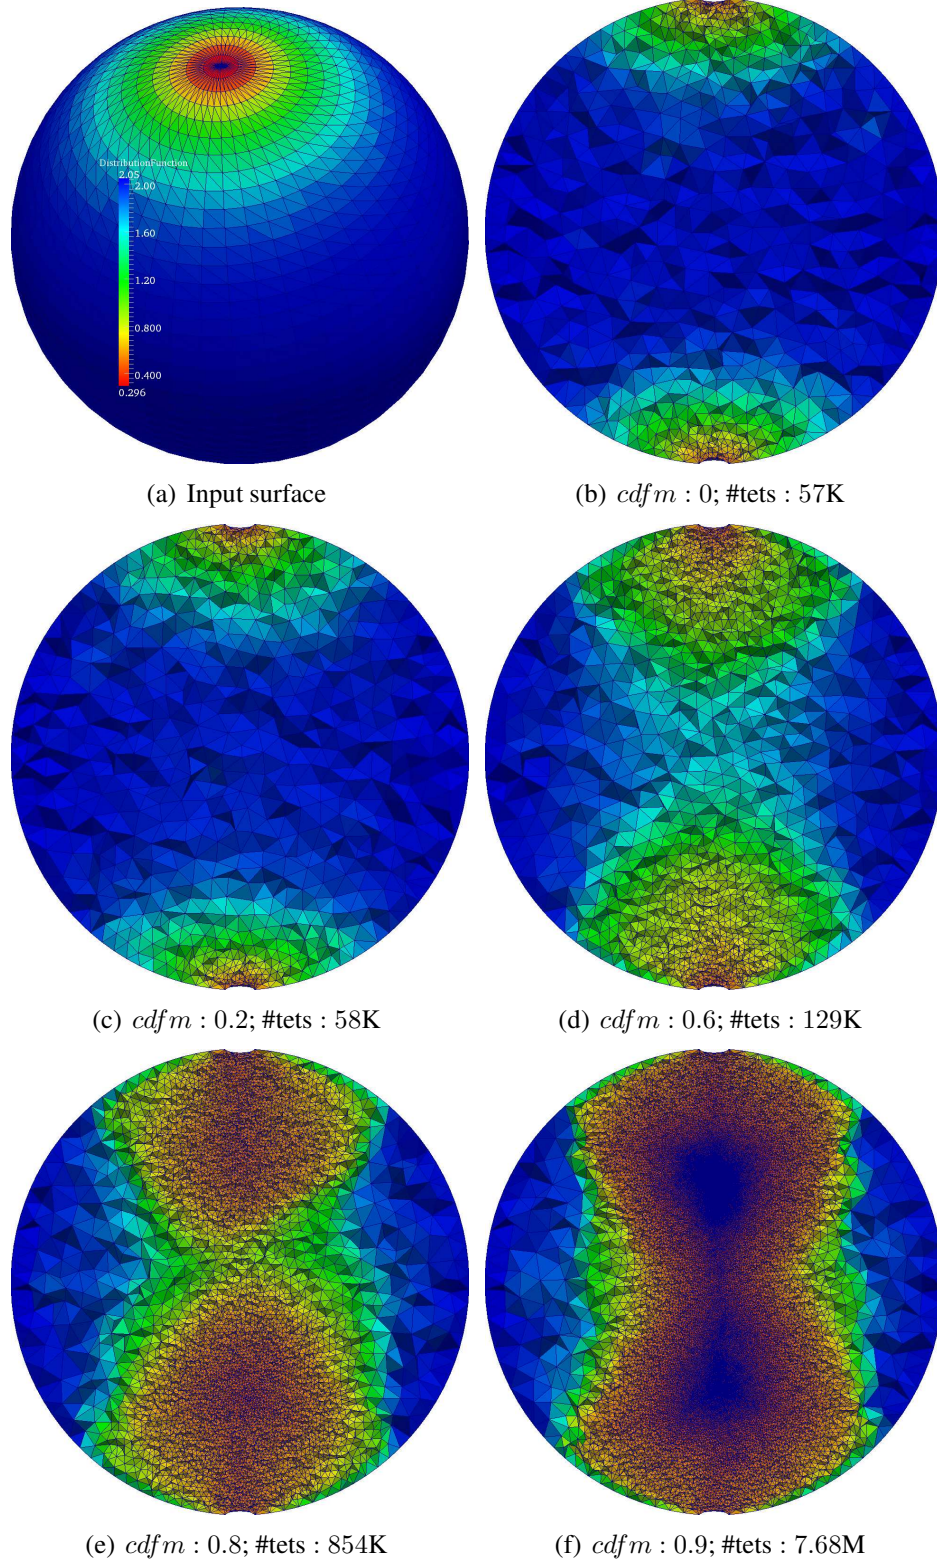 DistributionFunction
2.05
2.00
1.60
1.20
0.800
0.400
0.296
(a) Input surface
(b) cdfm : 0; #tets : 57K
(c) cdfm : 0.2; #tets : 58K
(d) cdfm : 0.6; #tets : 129K
(e) cdfm : 0.8; #tets : 854K
(f) cdfm : 0.9; #tets : 7.68M